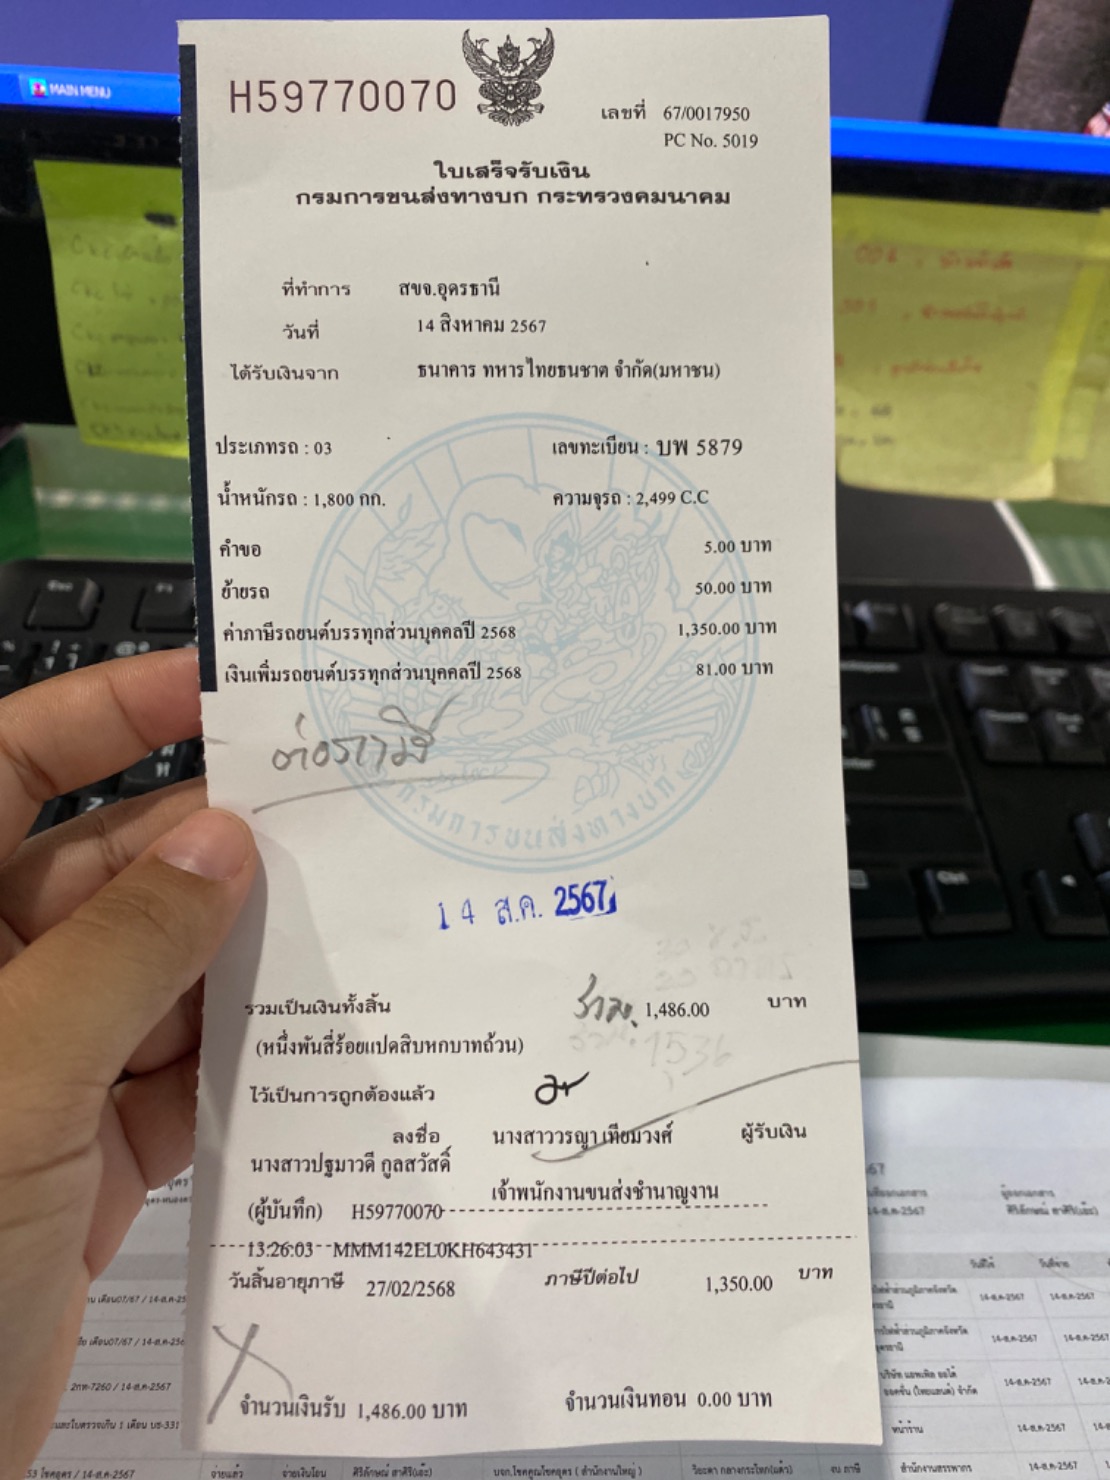 MAIN MENU
H59770070
เลขที่ 67/0017950
PC No. 5019
ใบเสร็จรับเงิน
กรมการขนส่งทางบก กระทรวงคมนาคม
ที่ทำการ สขจ.อุดรธานี
วันที่ 14 สิงหาคม 2567
ได้รับเงินจาก ธนาคาร ทหารไทยธนชาต จำกัด(มหาชน)
ประเภทรถ : 03 เลขทะเบียน : บพ 5879
น้ำหนักรถ : 1,800 กก. ความจุรถ : 2,499 C.C
คำขอ 5.00 บาท
ย้ายรถ 50.00 บาท
ค่าภาษีรถยนต์บรรทุกส่วนบุคคลปี 2568 1,350.00 บาท
เงินเพิ่มรถยนต์บรรทุกส่วนบุคคลปี 2568 81.00 บาท
ต่อภาษี
กรมการขนส่งทางบก
14 ส.ค. 2567
รวมเป็นเงินทั้งสิ้น รวม 1,486.00 บาท
(หนึ่งพันสี่ร้อยแปดสิบหกบาทถ้วน)
1,536
ไว้เป็นการถูกต้องแล้ว
ลงชื่อ นางสาววรญา เทียมวงศ์ ผู้รับเงิน
นางสาวปฐมาวดี กูลสวัสดิ์
เจ้าพนักงานขนส่งชำนาญงาน
(ผู้บันทึก) H59770070
13:26:03 MMM142EL0KH643431
วันสิ้นอายุภาษี 27/02/2568 ภาษีปีต่อไป 1,350.00 บาท
จำนวนเงินรับ 1,486.00 บาท จำนวนเงินทอน 0.00 บาท